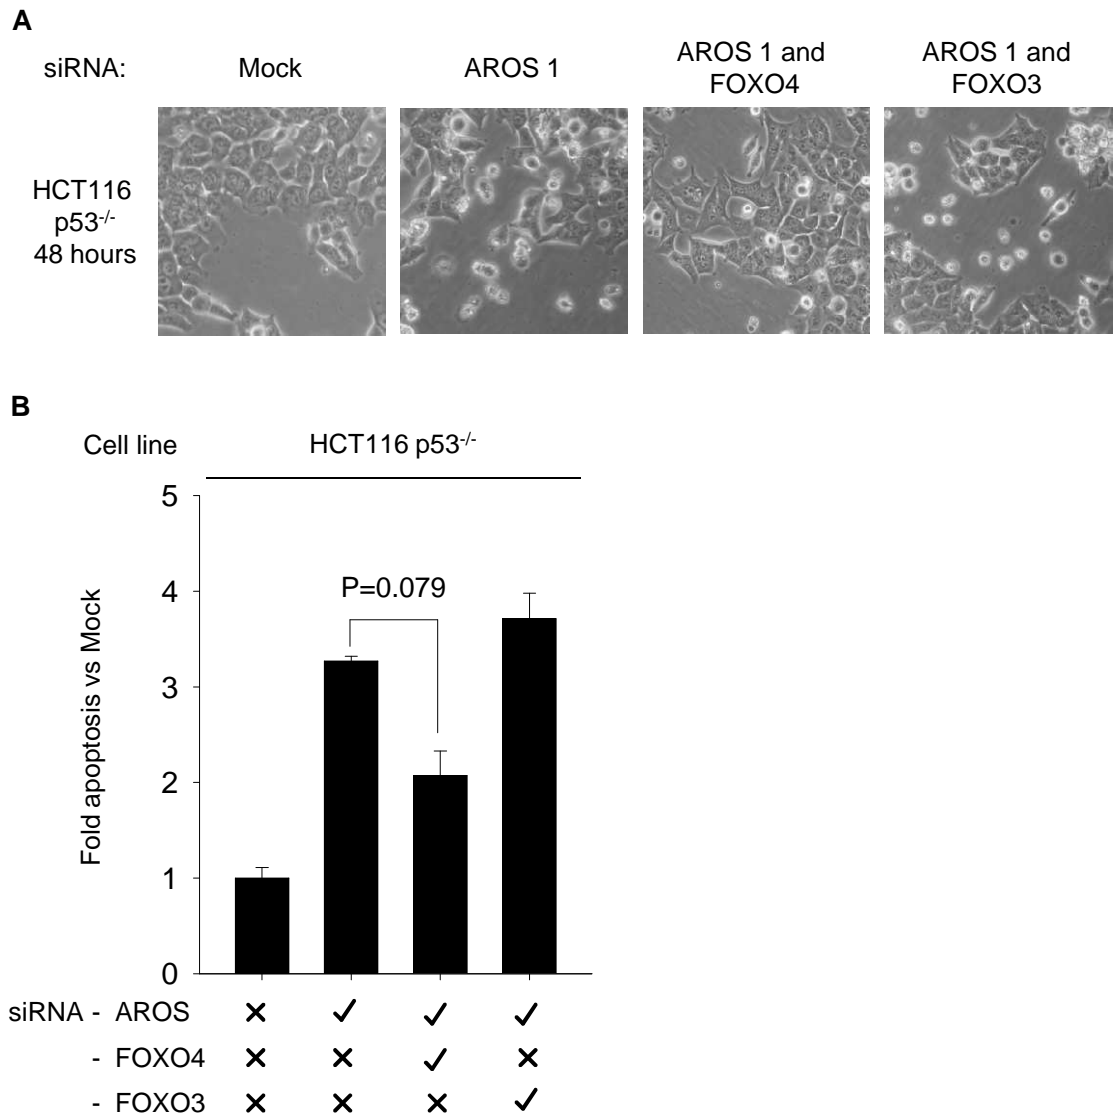 A
siRNA:
Mock
AROS 1
AROS 1 and
FOXO4
AROS 1 and
FOXO3
HCT116
p53-/-
48 hours
B
Cell line
HCT116 p53-/-
Fold apoptosis vs Mock
5
4
3
2
1
0
P=0.079
siRNA - AROS
- FOXO4
- FOXO3